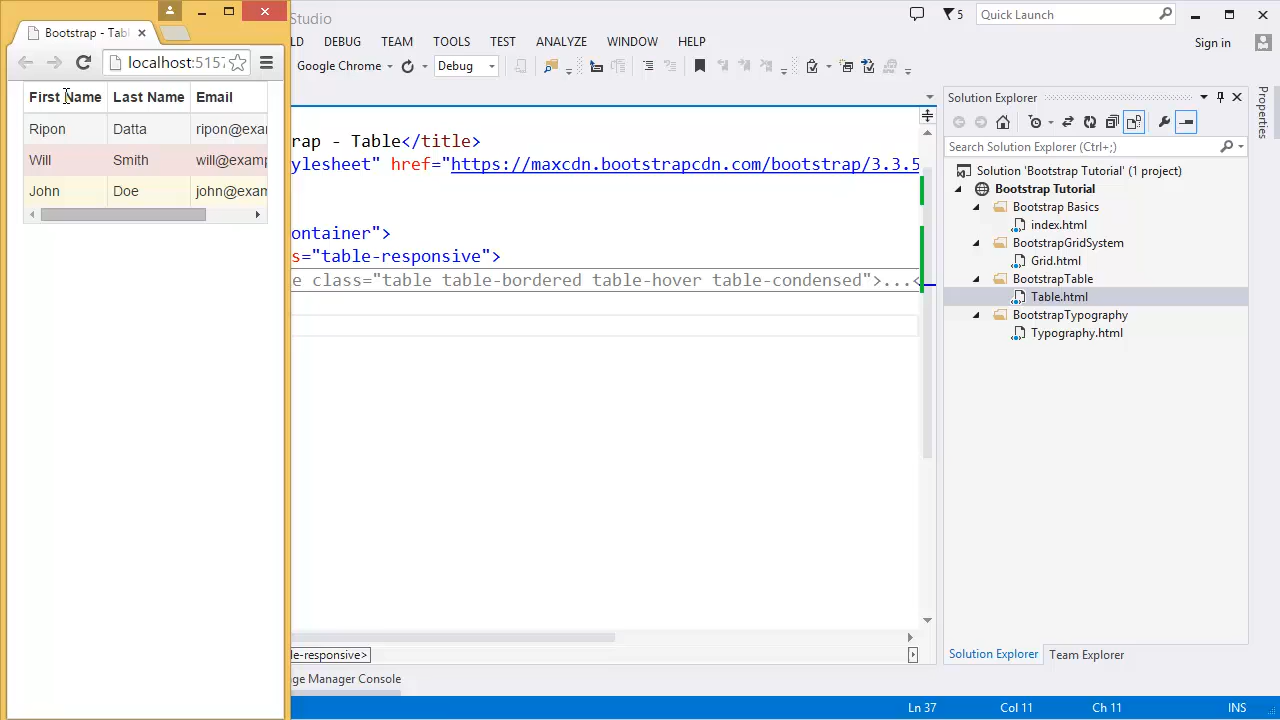 Bootstrap - Tabl
localhost:5157
First Name Last Name Email
Ripon Datta ripon@exar
Will Smith will@examp
John Doe john@exam
Studio
5
Quick Launch
LD DEBUG TEAM TOOLS TEST ANALYZE WINDOW HELP
Sign in
Google Chrome Debug
rap - Table</title>
ylesheet" href="https://maxcdn.bootstrapcdn.com/bootstrap/3.3.5
ontainer">
s="table-responsive">
e class="table table-bordered table-hover table-condensed">...<
le-responsive>
ge Manager Console
Solution Explorer
Search Solution Explorer (Ctrl+;)
Solution 'Bootstrap Tutorial' (1 project)
Bootstrap Tutorial
Bootstrap Basics
index.html
BootstrapGridSystem
Grid.html
BootstrapTable
Table.html
BootstrapTypography
Typography.html
Solution Explorer Team Explorer
Properties
Ln 37 Col 11 Ch 11 INS